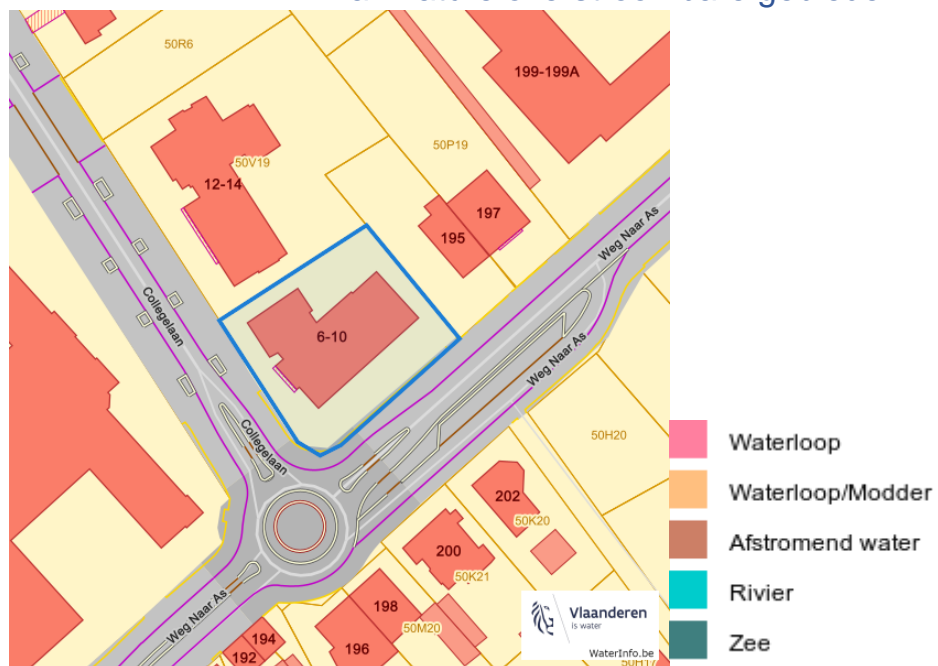 50R6
199-199A
50P19
50V19
12-14
197
195
Weg Naar As
Collegelaan
6-10
Weg Naar As
Collegelaan
50H20
202
50K20
200
50K21
198
50M20
196
194
192
Weg Naar As
50H17
Vlaanderen
is water
WaterInfo.be
Waterloop
Waterloop/Modder
Afstromend water
Rivier
Zee